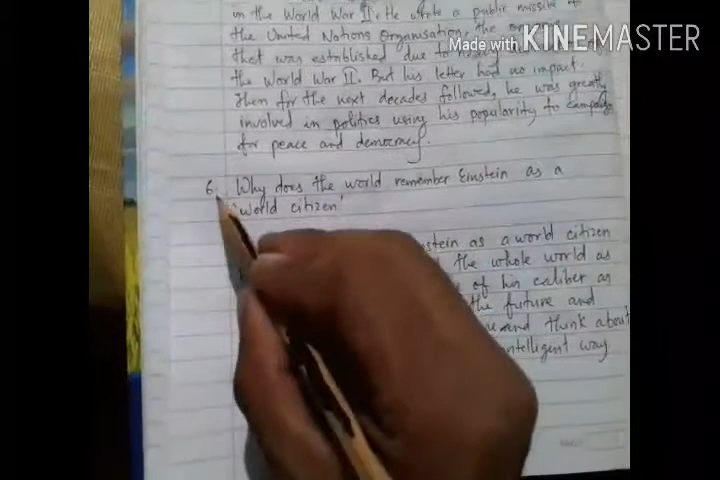 in the World War II. He wrote a public missive to
the United Nations Organisation, the
that was established due to
the World War II. But his letter had no impact.
Then for the next decades followed, he was greatly
involved in politics using his popularity to campaign
for peace and democracy.
6. Why does the world remember Einstein as a
'world citizen'
stein as a world citizen
the whole world as
of his caliber as
the future and
and think about
intelligent way
Made with KINEMASTER